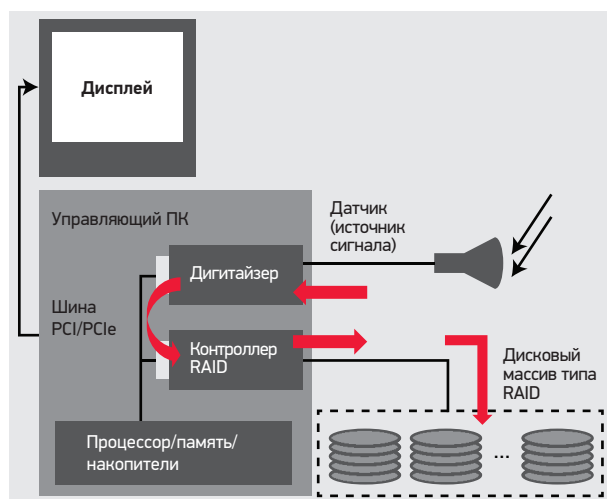 Дисплей
Управляющий ПК
Датчик
(источник
сигнала)
Дигитайзер
Шина
PCI/PCIe
Контроллер
RAID
Дисковый
массив типа
RAID
Процессор/память/
накопители
...